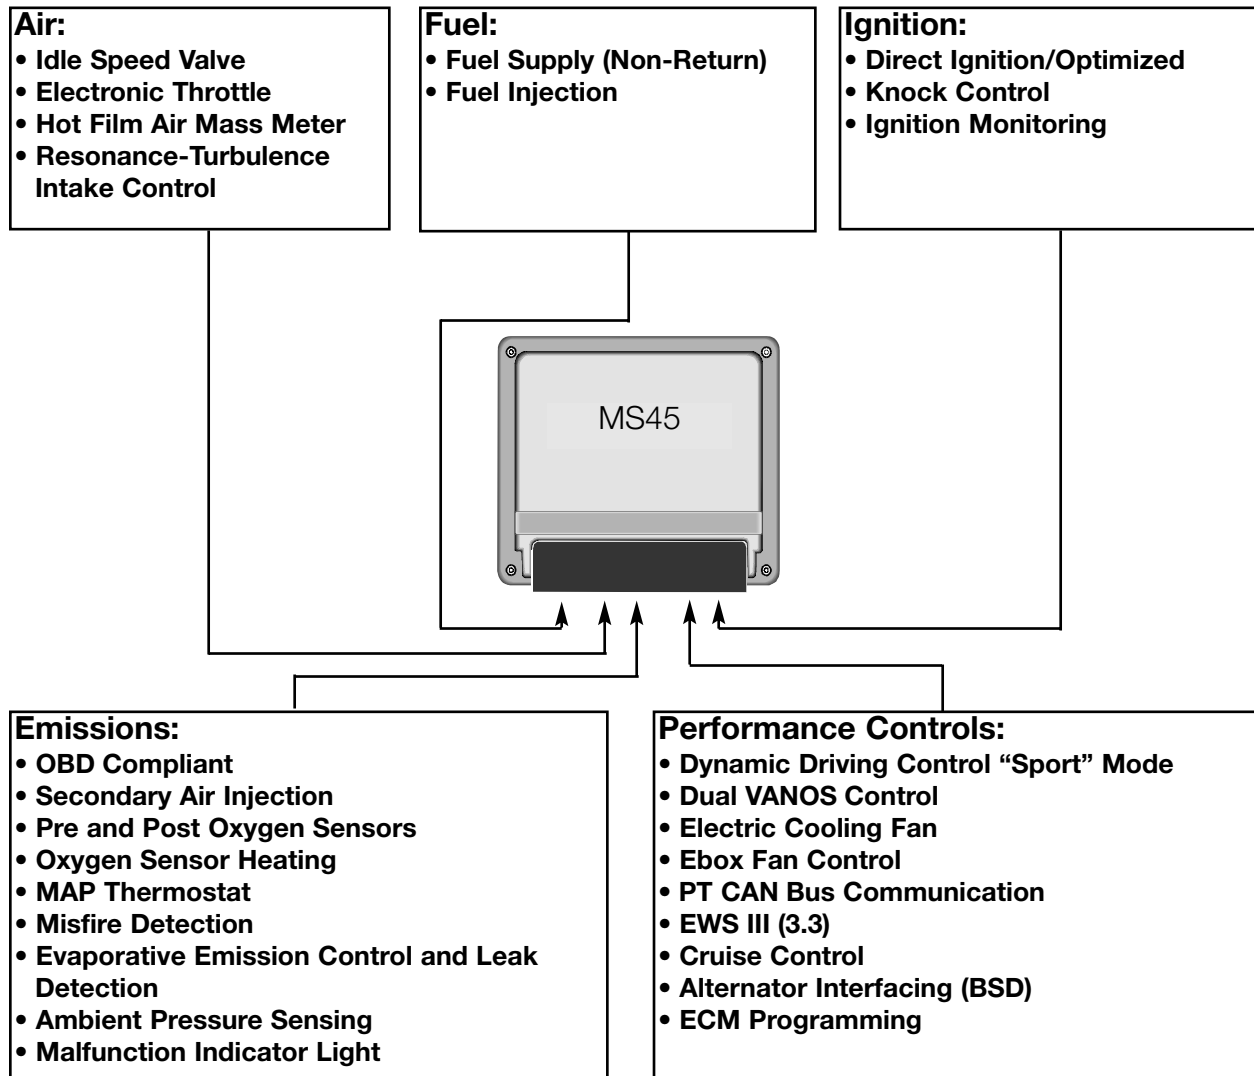 Air:
• Idle Speed Valve
• Electronic Throttle
• Hot Film Air Mass Meter
• Resonance-Turbulence
Intake Control
Fuel:
• Fuel Supply (Non-Return)
• Fuel Injection
Ignition:
• Direct Ignition/Optimized
• Knock Control
• Ignition Monitoring
MS45
Emissions:
• OBD Compliant
• Secondary Air Injection
• Pre and Post Oxygen Sensors
• Oxygen Sensor Heating
• MAP Thermostat
• Misfire Detection
• Evaporative Emission Control and Leak
Detection
• Ambient Pressure Sensing
• Malfunction Indicator Light
Performance Controls:
• Dynamic Driving Control “Sport” Mode
• Dual VANOS Control
• Electric Cooling Fan
• Ebox Fan Control
• PT CAN Bus Communication
• EWS III (3.3)
• Cruise Control
• Alternator Interfacing (BSD)
• ECM Programming